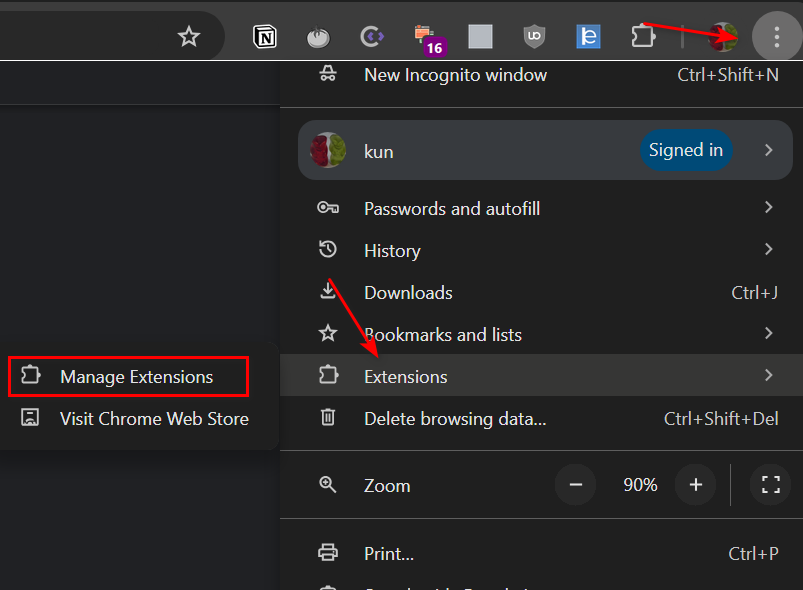 N
16
UD
New Incognito window Ctrl+Shift+N
kun Signed in
Passwords and autofill
History
Downloads Ctrl+J
Bookmarks and lists
Manage Extensions
Extensions
Visit Chrome Web Store
Delete browsing data... Ctrl+Shift+Del
Zoom − 90% +
Print... Ctrl+P